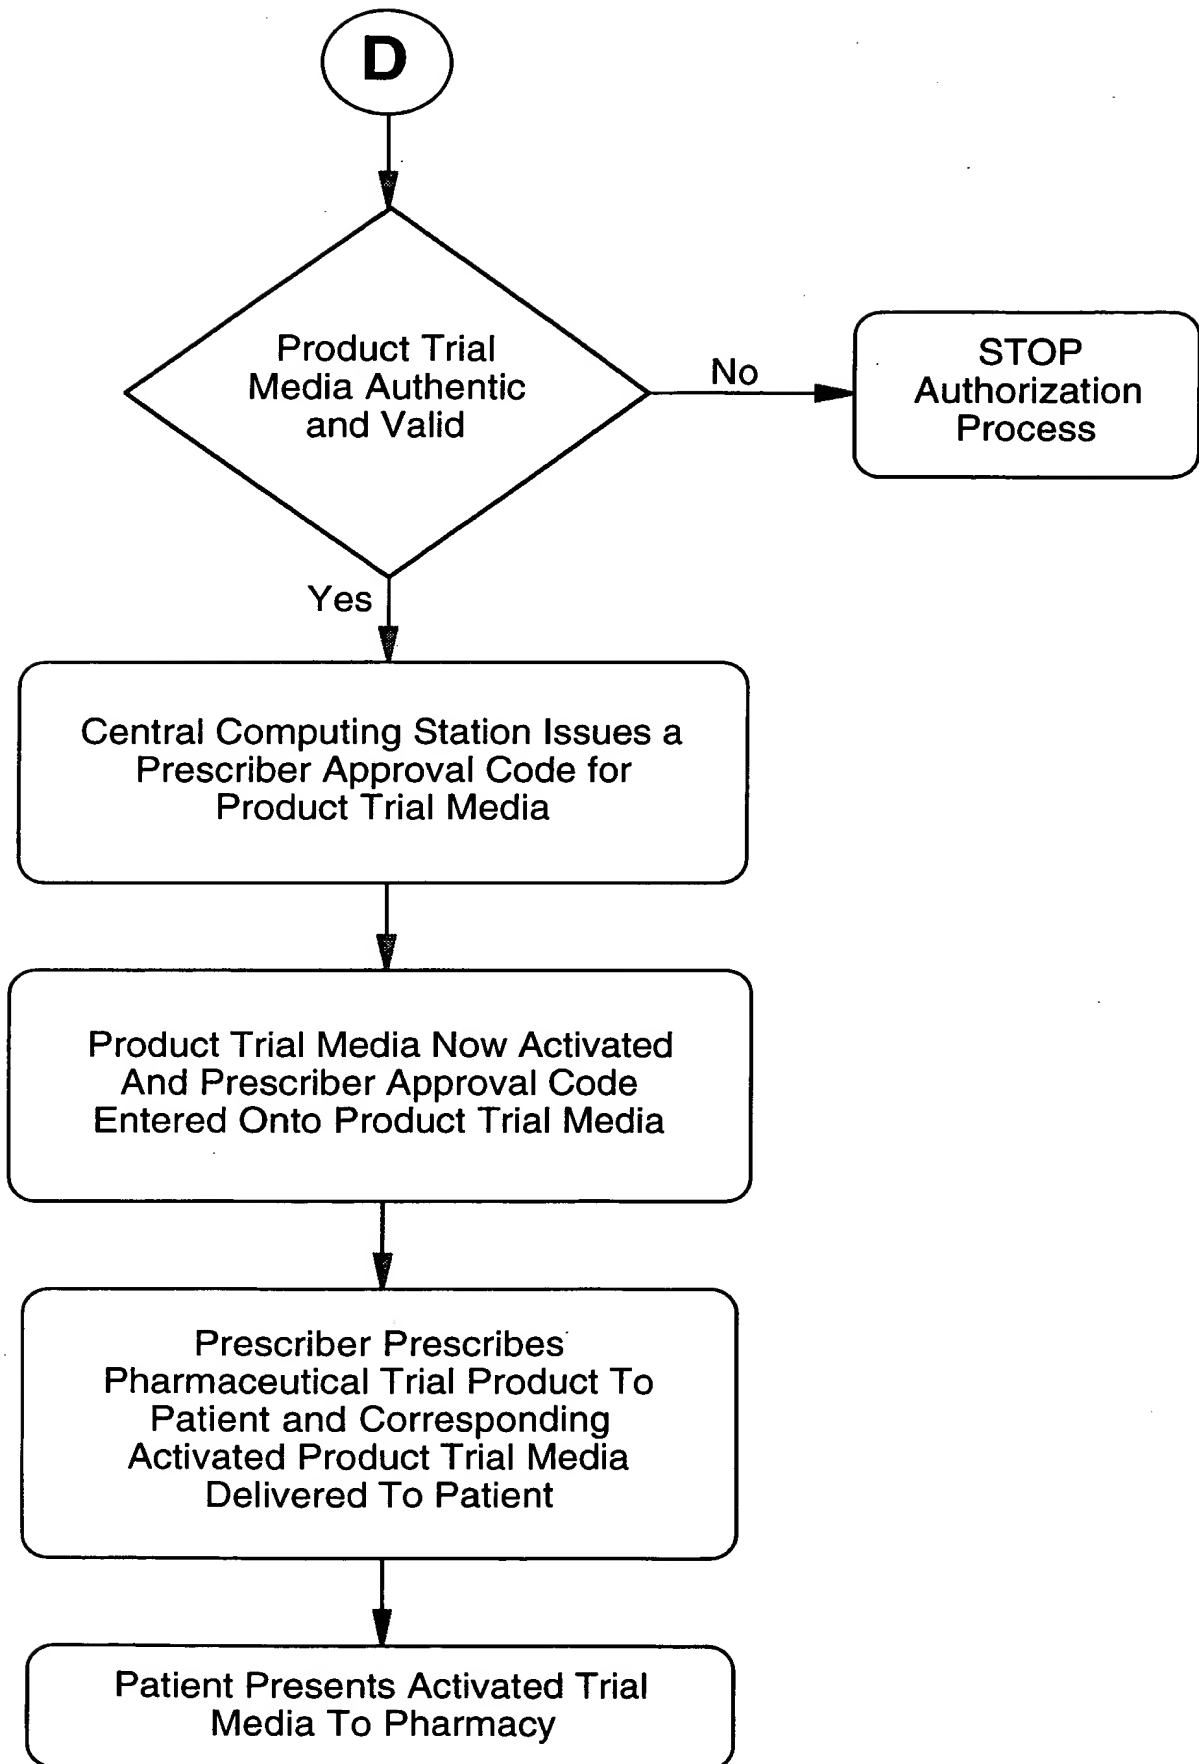 D
Product Trial
Media Authentic
and Valid
No
STOP
Authorization
Process
Yes
Central Computing Station Issues a
Prescriber Approval Code for
Product Trial Media
Product Trial Media Now Activated
And Prescriber Approval Code
Entered Onto Product Trial Media
Prescriber Prescribes
Pharmaceutical Trial Product To
Patient and Corresponding
Activated Product Trial Media
Delivered To Patient
Patient Presents Activated Trial
Media To Pharmacy